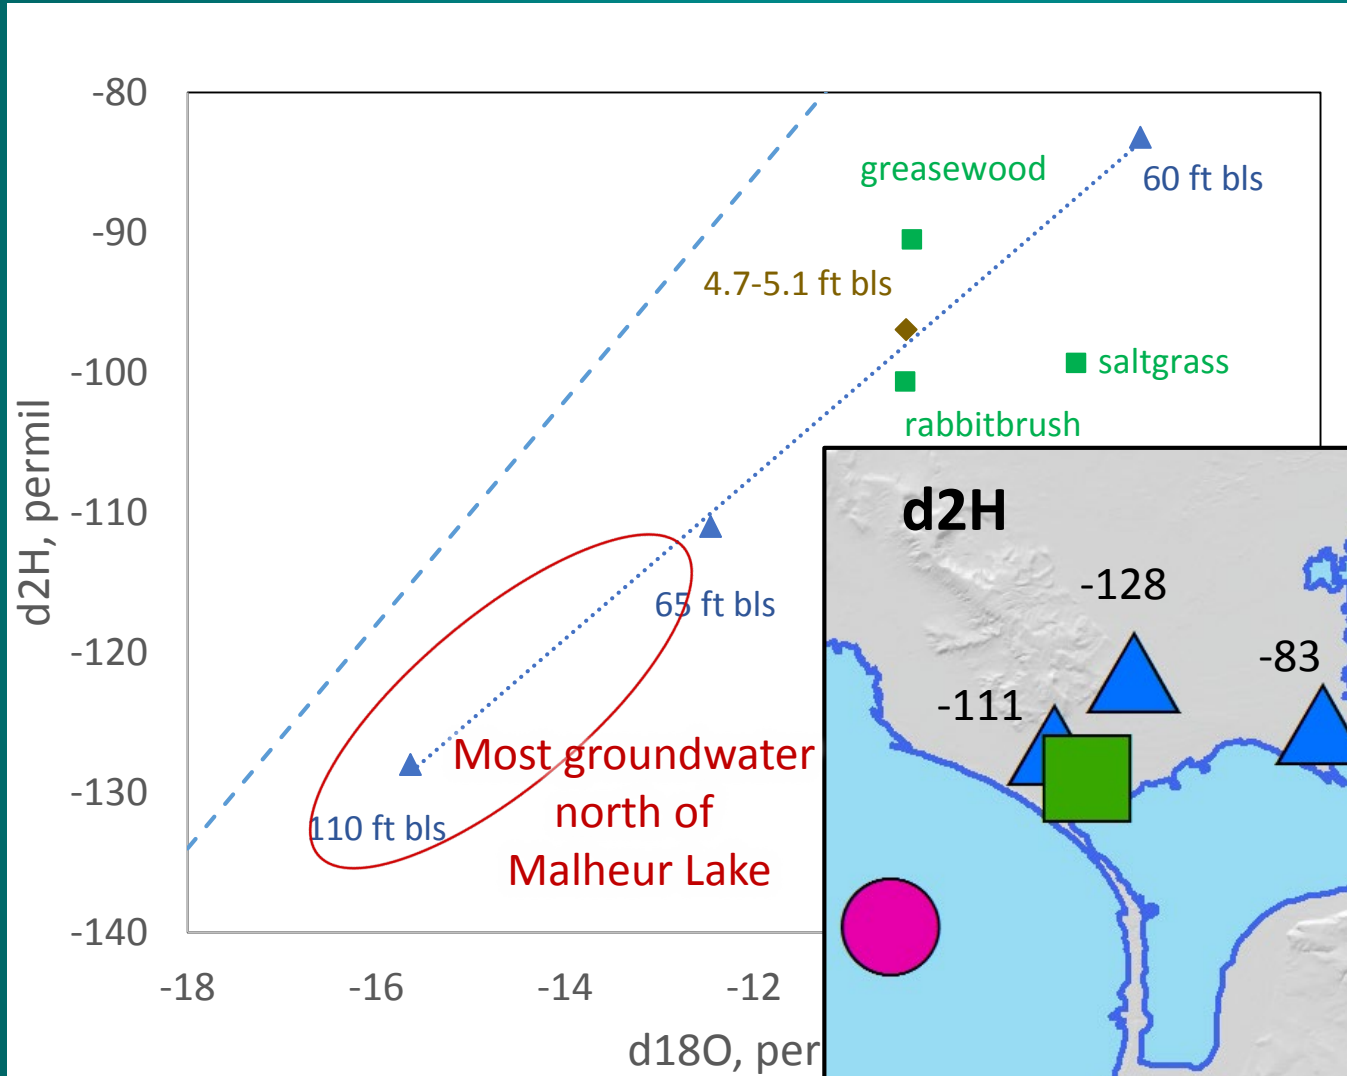 -80
-90
-100
-110
-120
-130
-140
d2H, permil
greasewood
60 ft bls
4.7-5.1 ft bls
saltgrass
rabbitbrush
65 ft bls
110 ft bls
Most groundwater
north of
Malheur Lake
-18
-16
-14
-12
d18O, per
d2H
-128
-83
-111